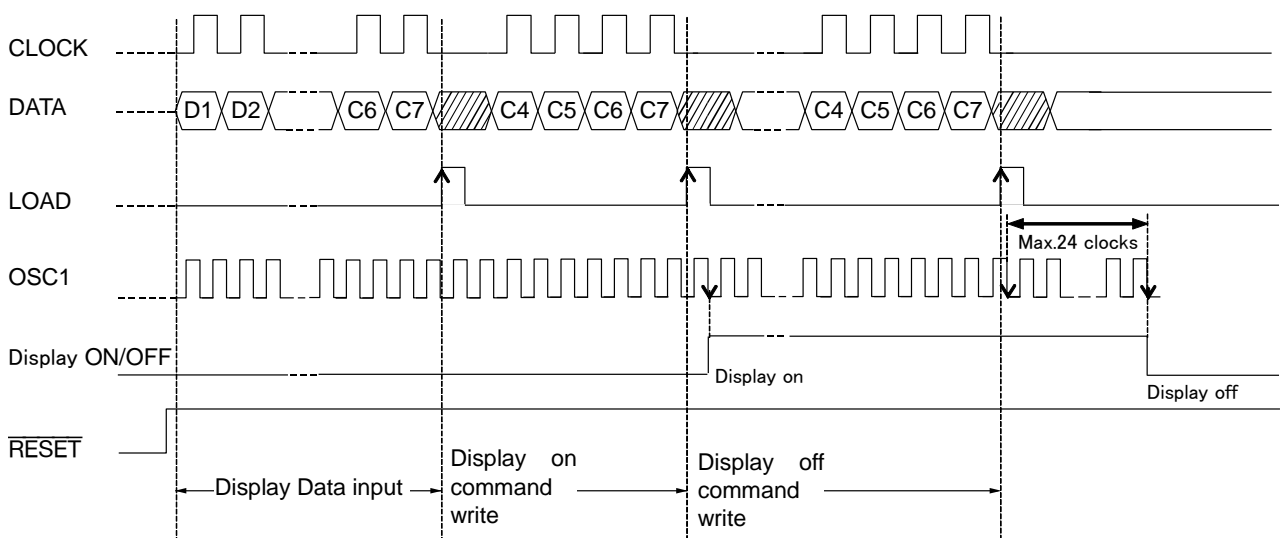 CLOCK
DATA
D1 D2 C6 C7 C4 C5 C6 C7 C4 C5 C6 C7
LOAD
Max.24 clocks
OSC1
Display ON/OFF
Display on
Display off
RESET
Display Data input
Display on
command
write
Display off
command
write